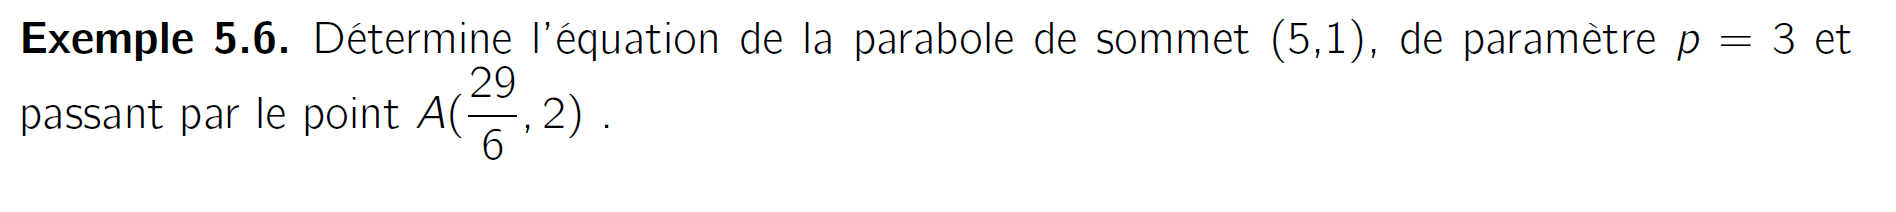 Exemple 5.6. Détermine l'équation de la parabole de sommet (5,1), de paramètre p = 3 et
passant par le point A(29/6, 2) .